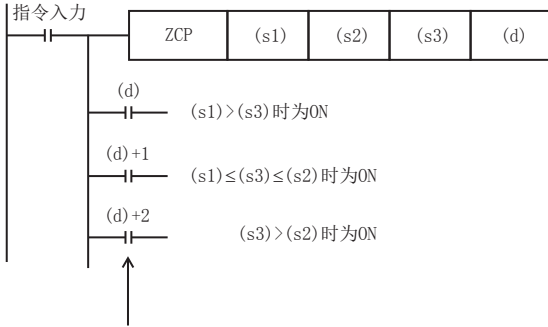 指令入力
ZCP (s1) (s2) (s3) (d)
(d)
(s1)>(s3)时为ON
(d)+1
(s1)≤(s3)≤(s2)时为ON
(d)+2
(s3)>(s2)时为ON